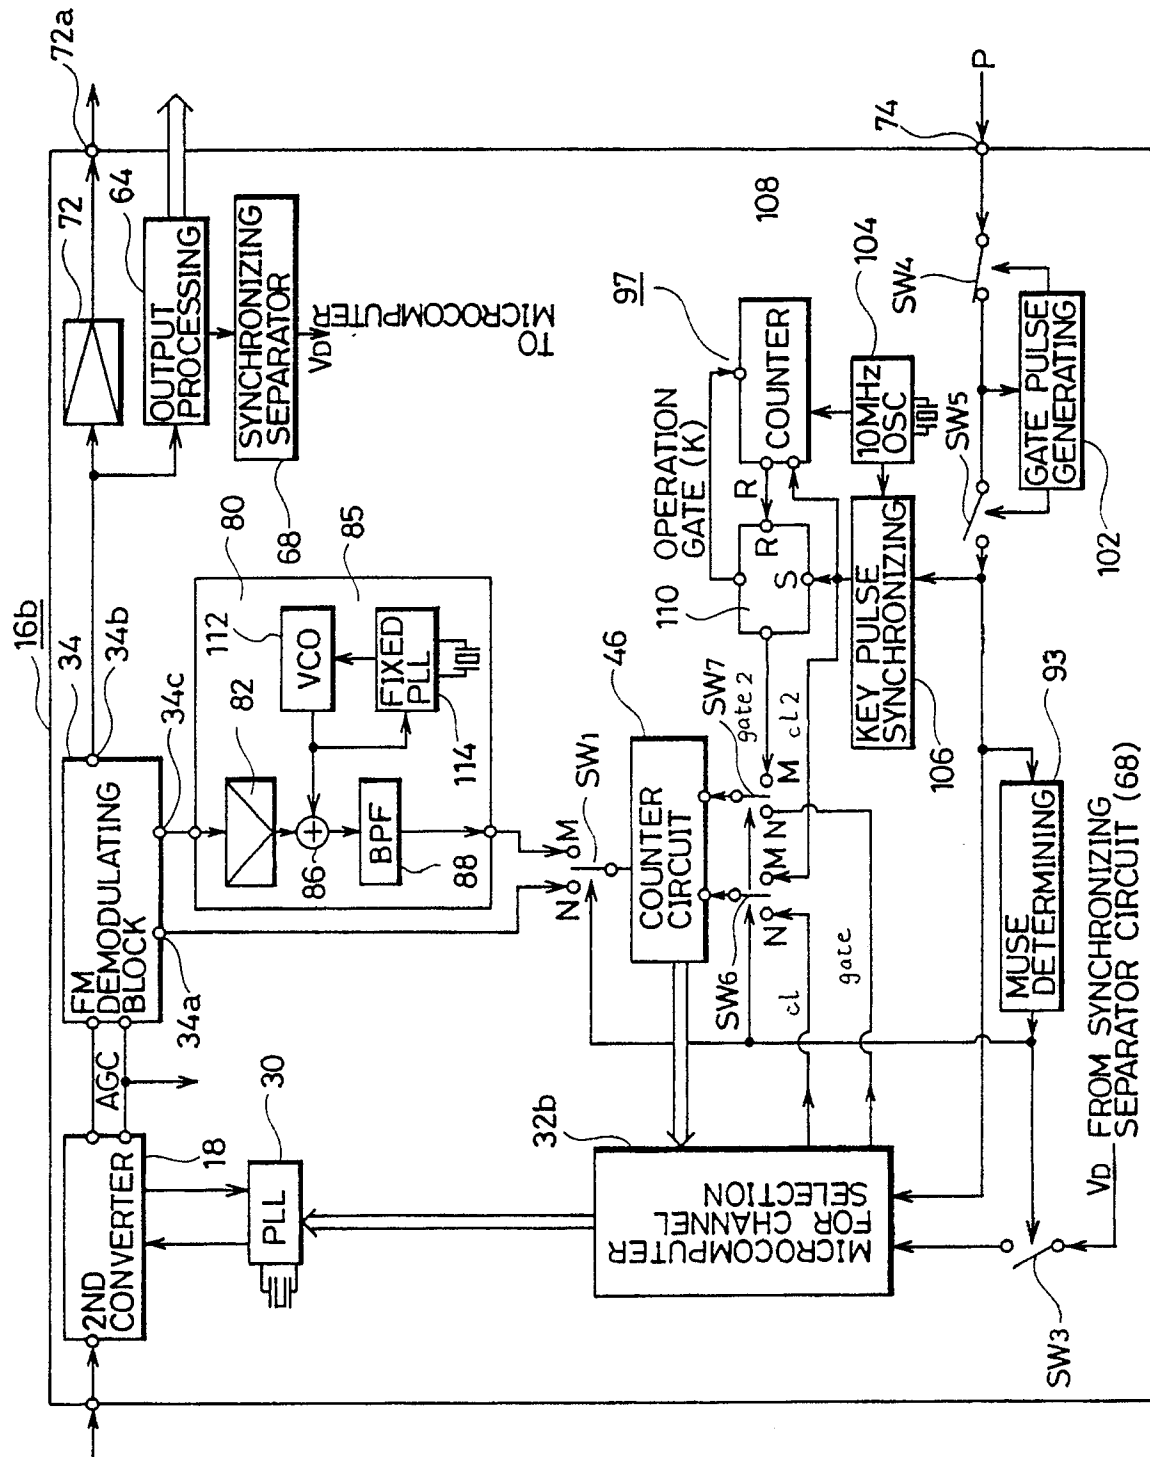 16b
2ND
CONVERTER
18
AGC
FM
DEMODULATING
BLOCK
34
34a
34b
34c
72
72a
OUTPUT
PROCESSING
64
SYNCHRONIZING
SEPARATOR
68
VD
TO
MICROCOMPUTER
PLL
30
80
82
112
VCO
85
FIXED
PLL
114
86
BPF
88
N
M
SW1
COUNTER
CIRCUIT
46
SW6
N
M
N
M
SW7
gate2
cl2
cl
gate
MICROCOMPUTER
FOR CHANNEL
SELECTION
32b
OPERATION
GATE (K)
97
COUNTER
108
R
R
S
110
10MHz
OSC
104
KEY PULSE
SYNCHRONIZING
106
74
P
SW4
SW5
GATE PULSE
GENERATING
102
MUSE
DETERMINING
93
SW3
VD FROM SYNCHRONIZING
SEPARATOR CIRCUIT (68)